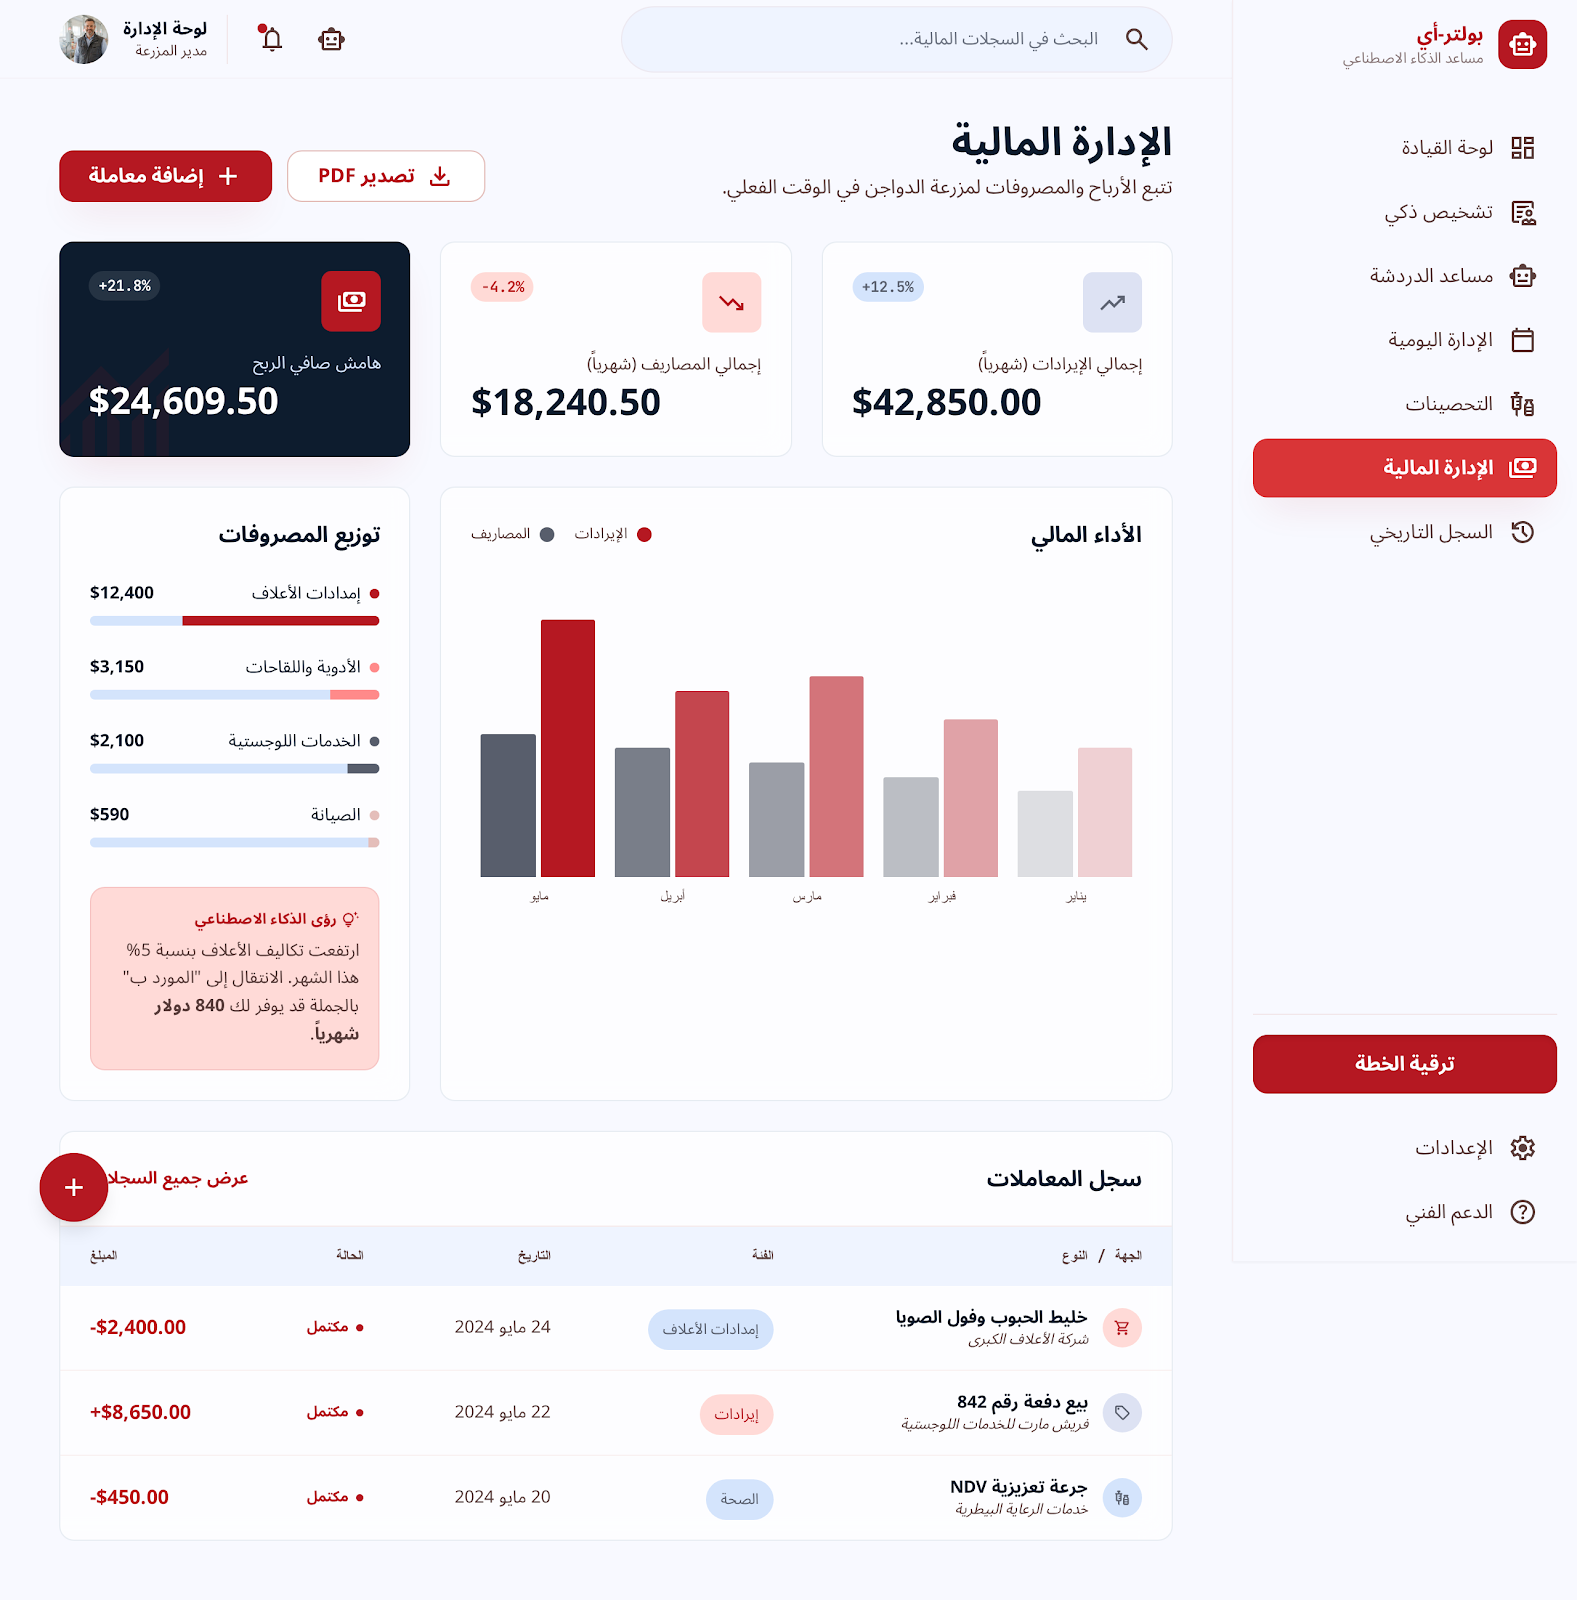 بولتر-أي
مساعد الذكاء الاصطناعي
لوحة القيادة
تشخيص ذكي
مساعد الدردشة
الإدارة اليومية
التحصينات
الإدارة المالية
السجل التاريخي
ترقية الخطة
الإعدادات
الدعم الفني
البحث في السجلات المالية...
لوحة الإدارة
مدير المزرعة
الإدارة المالية
تتبع الأرباح والمصروفات لمزرعة الدواجن في الوقت الفعلي.
تصدير PDF
إضافة معاملة
+12.5%
إجمالي الإيرادات (شهرياً)
$42,850.00
-4.2%
إجمالي المصاريف (شهرياً)
$18,240.50
+21.8%
هامش صافي الربح
$24,609.50
الأداء المالي
الإيرادات
المصاريف
يناير
فبراير
مارس
أبريل
مايو
توزيع المصروفات
إمدادات الأعلاف $12,400
الأدوية واللقاحات $3,150
الخدمات اللوجستية $2,100
الصيانة $590
رؤى الذكاء الاصطناعي
ارتفعت تكاليف الأعلاف بنسبة 5%
هذا الشهر. الانتقال إلى "المورد ب"
بالجملة قد يوفر لك 840 دولار
شهرياً.
سجل المعاملات
عرض جميع السجلا
الجهة / النوع الفئة التاريخ الحالة المبلغ
خليط الحبوب وفول الصويا
شركة الأعلاف الكبرى
إمدادات الأعلاف
24 مايو 2024
مكتمل
-$2,400.00
بيع دفعة رقم 842
فريش مارت للخدمات اللوجستية
إيرادات
22 مايو 2024
مكتمل
+$8,650.00
جرعة تعزيزية NDV
خدمات الرعاية البيطرية
الصحة
20 مايو 2024
مكتمل
-$450.00